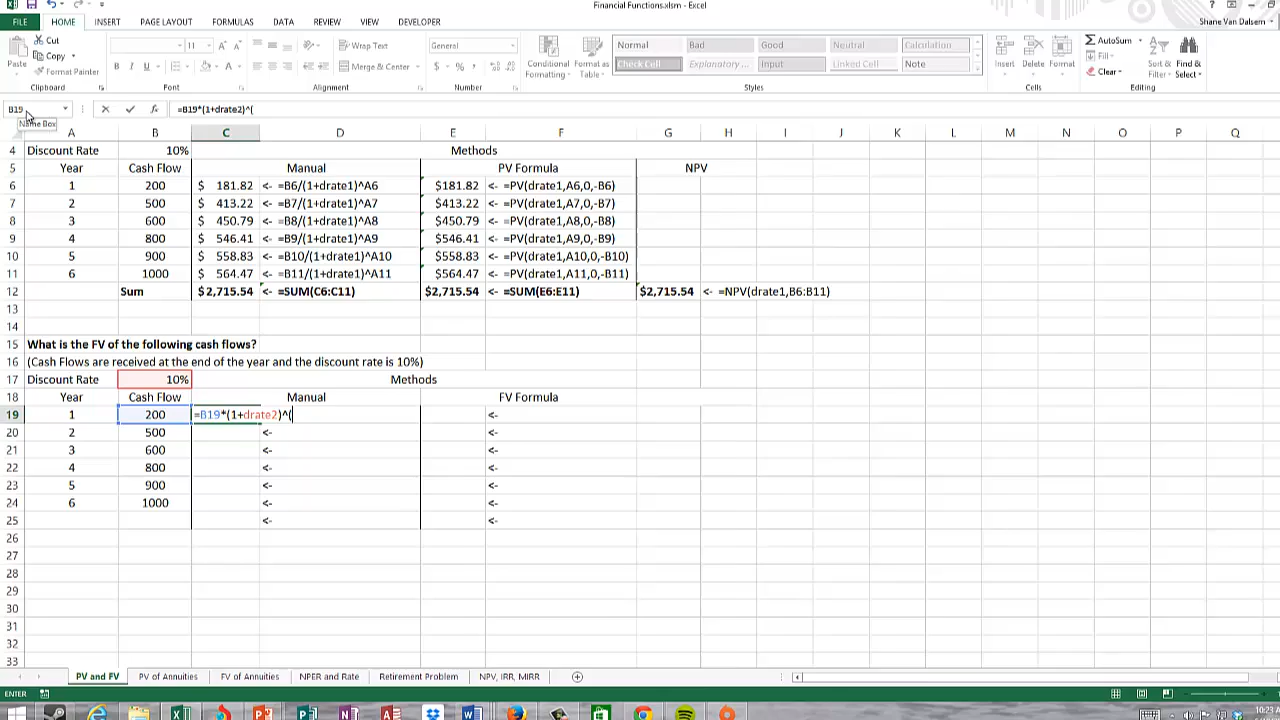 Financial Functions.xlsm - Excel
FILE HOME INSERT PAGE LAYOUT FORMULAS DATA REVIEW VIEW DEVELOPER Shane Van Dalsem
Paste Cut Copy Format Painter
11 Wrap Text General
B I U Merge & Center $ % ,
Conditional Formatting Format as Table
Normal Bad Good Neutral Calculation
Check Cell Explanatory... Input Linked Cell Note
Insert Delete Format
AutoSum Fill Clear Sort & Filter Find & Select
Clipboard Font Alignment Number Styles Cells Editing
B19 =B19*(1+drate2)^(
Name Box
A B C D E F G H I J K L M N O P Q
4 Discount Rate 10% Methods
5 Year Cash Flow Manual PV Formula NPV
6 1 200 $ 181.82 <- =B6/(1+drate1)^A6 $181.82 <- =PV(drate1,A6,0,-B6)
7 2 500 $ 413.22 <- =B7/(1+drate1)^A7 $413.22 <- =PV(drate1,A7,0,-B7)
8 3 600 $ 450.79 <- =B8/(1+drate1)^A8 $450.79 <- =PV(drate1,A8,0,-B8)
9 4 800 $ 546.41 <- =B9/(1+drate1)^A9 $546.41 <- =PV(drate1,A9,0,-B9)
10 5 900 $ 558.83 <- =B10/(1+drate1)^A10 $558.83 <- =PV(drate1,A10,0,-B10)
11 6 1000 $ 564.47 <- =B11/(1+drate1)^A11 $564.47 <- =PV(drate1,A11,0,-B11)
12 Sum $2,715.54 <- =SUM(C6:C11) $2,715.54 <- =SUM(E6:E11) $2,715.54 <- =NPV(drate1,B6:B11)
13
14
15 What is the FV of the following cash flows?
16 (Cash Flows are received at the end of the year and the discount rate is 10%)
17 Discount Rate 10% Methods
18 Year Cash Flow Manual FV Formula
19 1 200 =B19*(1+drate2)^( <-
20 2 500 <- <-
21 3 600 <- <-
22 4 800 <- <-
23 5 900 <- <-
24 6 1000 <- <-
25 <- <-
26
27
28
29
30
31
32
33
PV and FV PV of Annuities FV of Annuities NPER and Rate Retirement Problem NPV, IRR, MIRR
ENTER
10:23